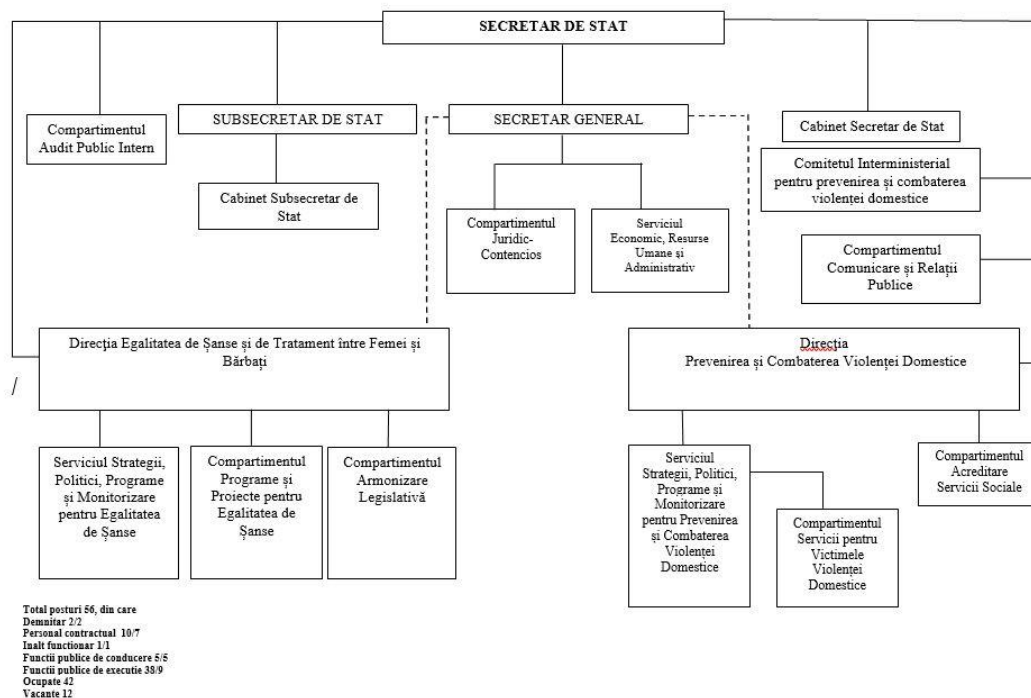 SECRETAR DE STAT
Compartimentul
Audit Public Intern
SUBSECRETAR DE STAT
SECRETAR GENERAL
Cabinet Secretar de Stat
Comitetul Interministerial
pentru prevenirea și combaterea
violenței domestice
Cabinet Subsecretar de
Stat
Compartimentul
Juridic-
Contencios
Serviciul
Economic, Resurse
Umane și
Administrativ
Compartimentul
Comunicare și Relații
Publice
Direcția Egalitatea de Șanse și de Tratament între Femei și
Bărbați
Direcția
Prevenirea și Combaterea Violenței Domestice
/
Serviciul Strategii,
Politici, Programe
și Monitorizare
pentru Egalitatea
de Șanse
Compartimentul
Programe și
Proiecte pentru
Egalitatea de
Șanse
Compartimentul
Armonizare
Legislativă
Serviciul
Strategii, Politici,
Programe și
Monitorizare
pentru Prevenirea
și Combaterea
Violenței
Domestice
Compartimentul
Servicii pentru
Victimele
Violenței
Domestice
Compartimentul
Acreditare
Servicii Sociale
Total posturi 56, din care
Demnitar 2/2
Personal contractual 10/7
Inalt functionar 1/1
Functii publice de conducere 5/5
Functii publice de executie 38/9
Ocupate 42
Vacante 12